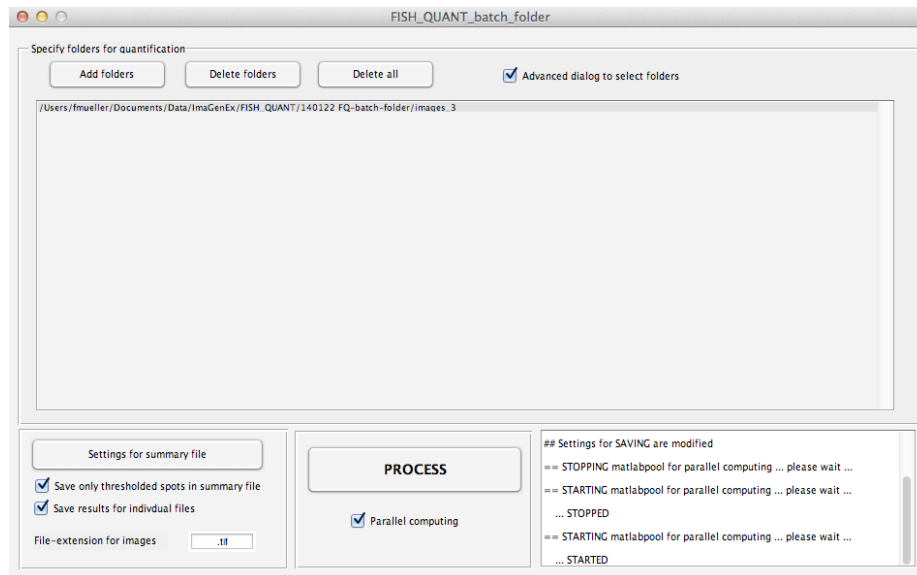 FISH_QUANT_batch_folder
Specify folders for quantification
Add folders
Delete folders
Delete all
Advanced dialog to select folders
/Users/fmueller/Documents/Data/ImaGenEx/FISH_QUANT/140122 FQ-batch-folder/images_3
Settings for summary file
Save only thresholded spots in summary file
Save results for indivdual files
File-extension for images
.tif
PROCESS
Parallel computing
## Settings for SAVING are modified
== STOPPING matlabpool for parallel computing ... please wait ...
== STARTING matlabpool for parallel computing ... please wait ...
... STOPPED
== STARTING matlabpool for parallel computing ... please wait ...
... STARTED